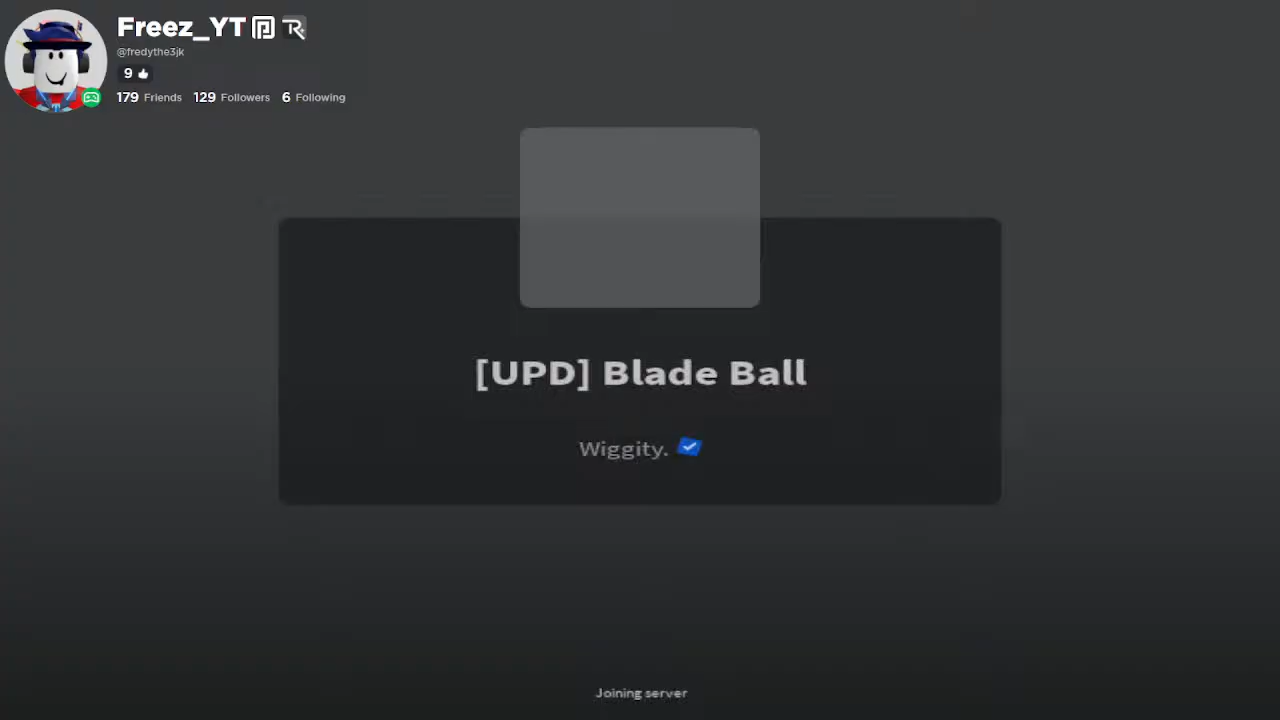 Freez_YT
@fredythe3jk
9
179 Friends 129 Followers 6 Following
[UPD] Blade Ball
Wiggity.
Joining server